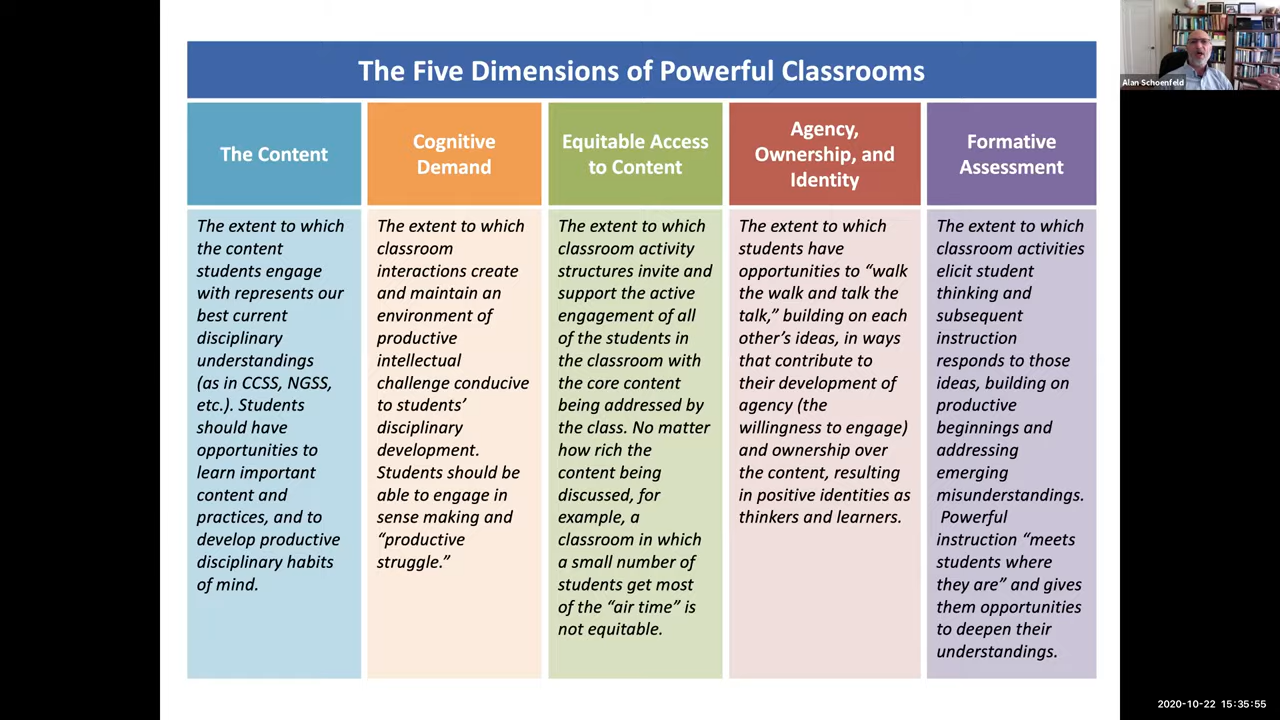 The Five Dimensions of Powerful Classrooms
The Content
Cognitive
Demand
Equitable Access
to Content
Agency,
Ownership, and
Identity
Formative
Assessment
The extent to which
the content
students engage
with represents our
best current
disciplinary
understandings
(as in CCSS, NGSS,
etc.). Students
should have
opportunities to
learn important
content and
practices, and to
develop productive
disciplinary habits
of mind.
The extent to which
classroom
interactions create
and maintain an
environment of
productive
intellectual
challenge conducive
to students’
disciplinary
development.
Students should be
able to engage in
sense making and
“productive
struggle.”
The extent to which
classroom activity
structures invite and
support the active
engagement of all
of the students in
the classroom with
the core content
being addressed by
the class. No matter
how rich the
content being
discussed, for
example, a
classroom in which
a small number of
students get most
of the “air time” is
not equitable.
The extent to which
students have
opportunities to “walk
the walk and talk the
talk,” building on each
other’s ideas, in ways
that contribute to
their development of
agency (the
willingness to engage)
and ownership over
the content, resulting
in positive identities as
thinkers and learners.
The extent to which
classroom activities
elicit student
thinking and
subsequent
instruction
responds to those
ideas, building on
productive
beginnings and
addressing
emerging
misunderstandings.
Powerful
instruction “meets
students where
they are” and gives
them opportunities
to deepen their
understandings.
Alan Schoenfeld
2020-10-22 15:35:55